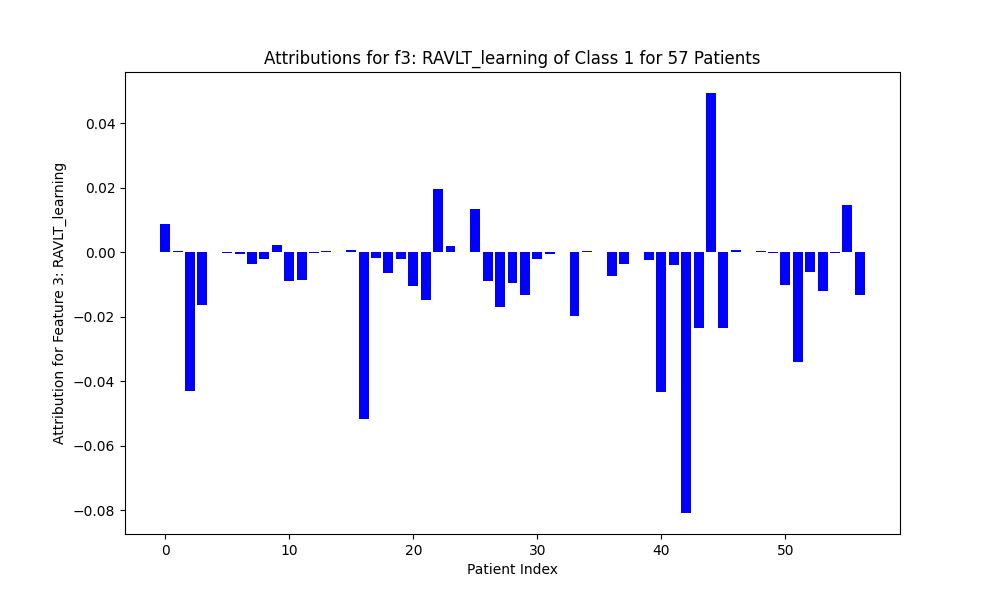 Attributions for f3: RAVLT_learning of Class 1 for 57 Patients
Attribution for Feature 3: RAVLT_learning
0.04
0.02
0.00
−0.02
−0.04
−0.06
−0.08
0 10 20 30 40 50
Patient Index